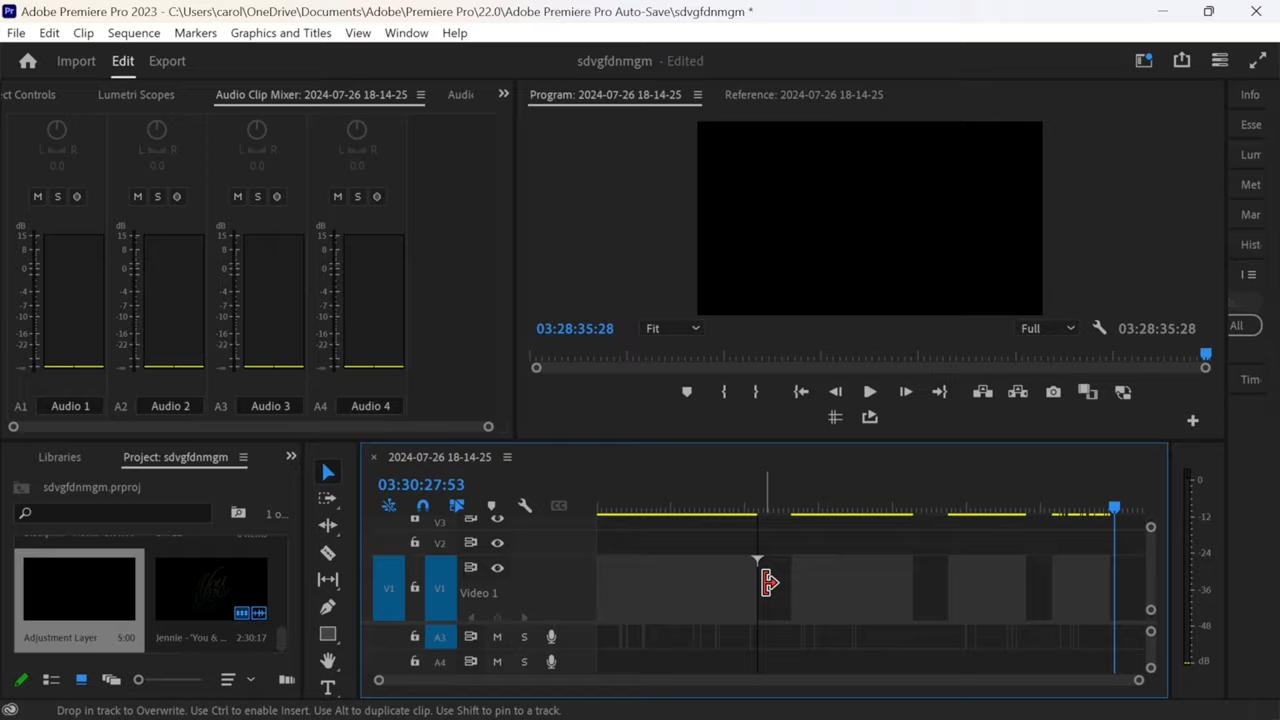 Adobe Premiere Pro 2023 - C:\Users\carol\OneDrive\Documents\Adobe\Premiere Pro\22.0\Adobe Premiere Pro Auto-Save\sdvgfdnmgm *
File Edit Clip Sequence Markers Graphics and Titles View Window Help
Import Edit Export
sdvgfdnmgm - Edited
ct Controls Lumetri Scopes Audio Clip Mixer: 2024-07-26 18-14-25 Audi
Program: 2024-07-26 18-14-25 Reference: 2024-07-26 18-14-25
Info
Esse
Lum
Met
Mar
Hist
All
Tim
L R L R L R L R
0.0 0.0 0.0 0.0
M S M S M S M S
dB dB dB dB
15 15 15 15
8 8 8 8
0 0 0 0
-4 -4 -4 -4
-7 -7 -7 -7
-10 -10 -10 -10
-16 -16 -16 -16
-22 -22 -22 -22
-∞ -∞ -∞ -∞
A1 Audio 1 A2 Audio 2 A3 Audio 3 A4 Audio 4
03:28:35:28 Fit Full 03:28:35:28
Libraries Project: sdvgfdnmgm
sdvgfdnmgm.prproj
1 o...
Adjustment Layer 5:00 Jennie - 'You &... 2:30:17
2024-07-26 18-14-25
03:30:27:53
V3
V2
V1 V1 Video 1
A3 M S
A4 M S
0
-12
-24
-36
-48
dB
Drop in track to Overwrite. Use Ctrl to enable Insert. Use Alt to duplicate clip. Use Shift to pin to a track.